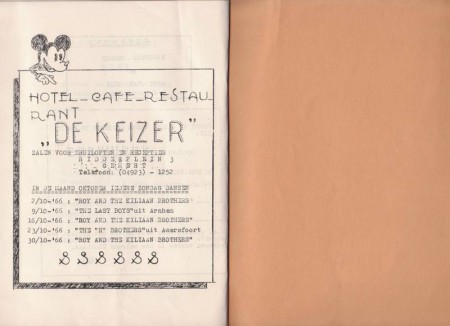 HOTEL-CAFE-RESTAU
RANT
"DE KEIZER"
ZALEN VOOR BRUILOFTEN EN RECEPTIES
RIDDERPLEIN 3
GEMERT
Telefoon: (04923) - 1252
IN DE MAAND OKTOBER IEDERE ZONDAG DANSEN
2/10-'66 : "ROY AND THE KILIAAN BROTHERS"
9/10-'66 : "THE LAST BOYS" uit Arnhem
16/10-'66 : "ROY AND THE KILIAAN BROTHERS"
23/10-'66 : "THE "H" BROTHERS" uit Amersfoort
30/10-'66 : "ROY AND THE KILIAAN BROTHERS"